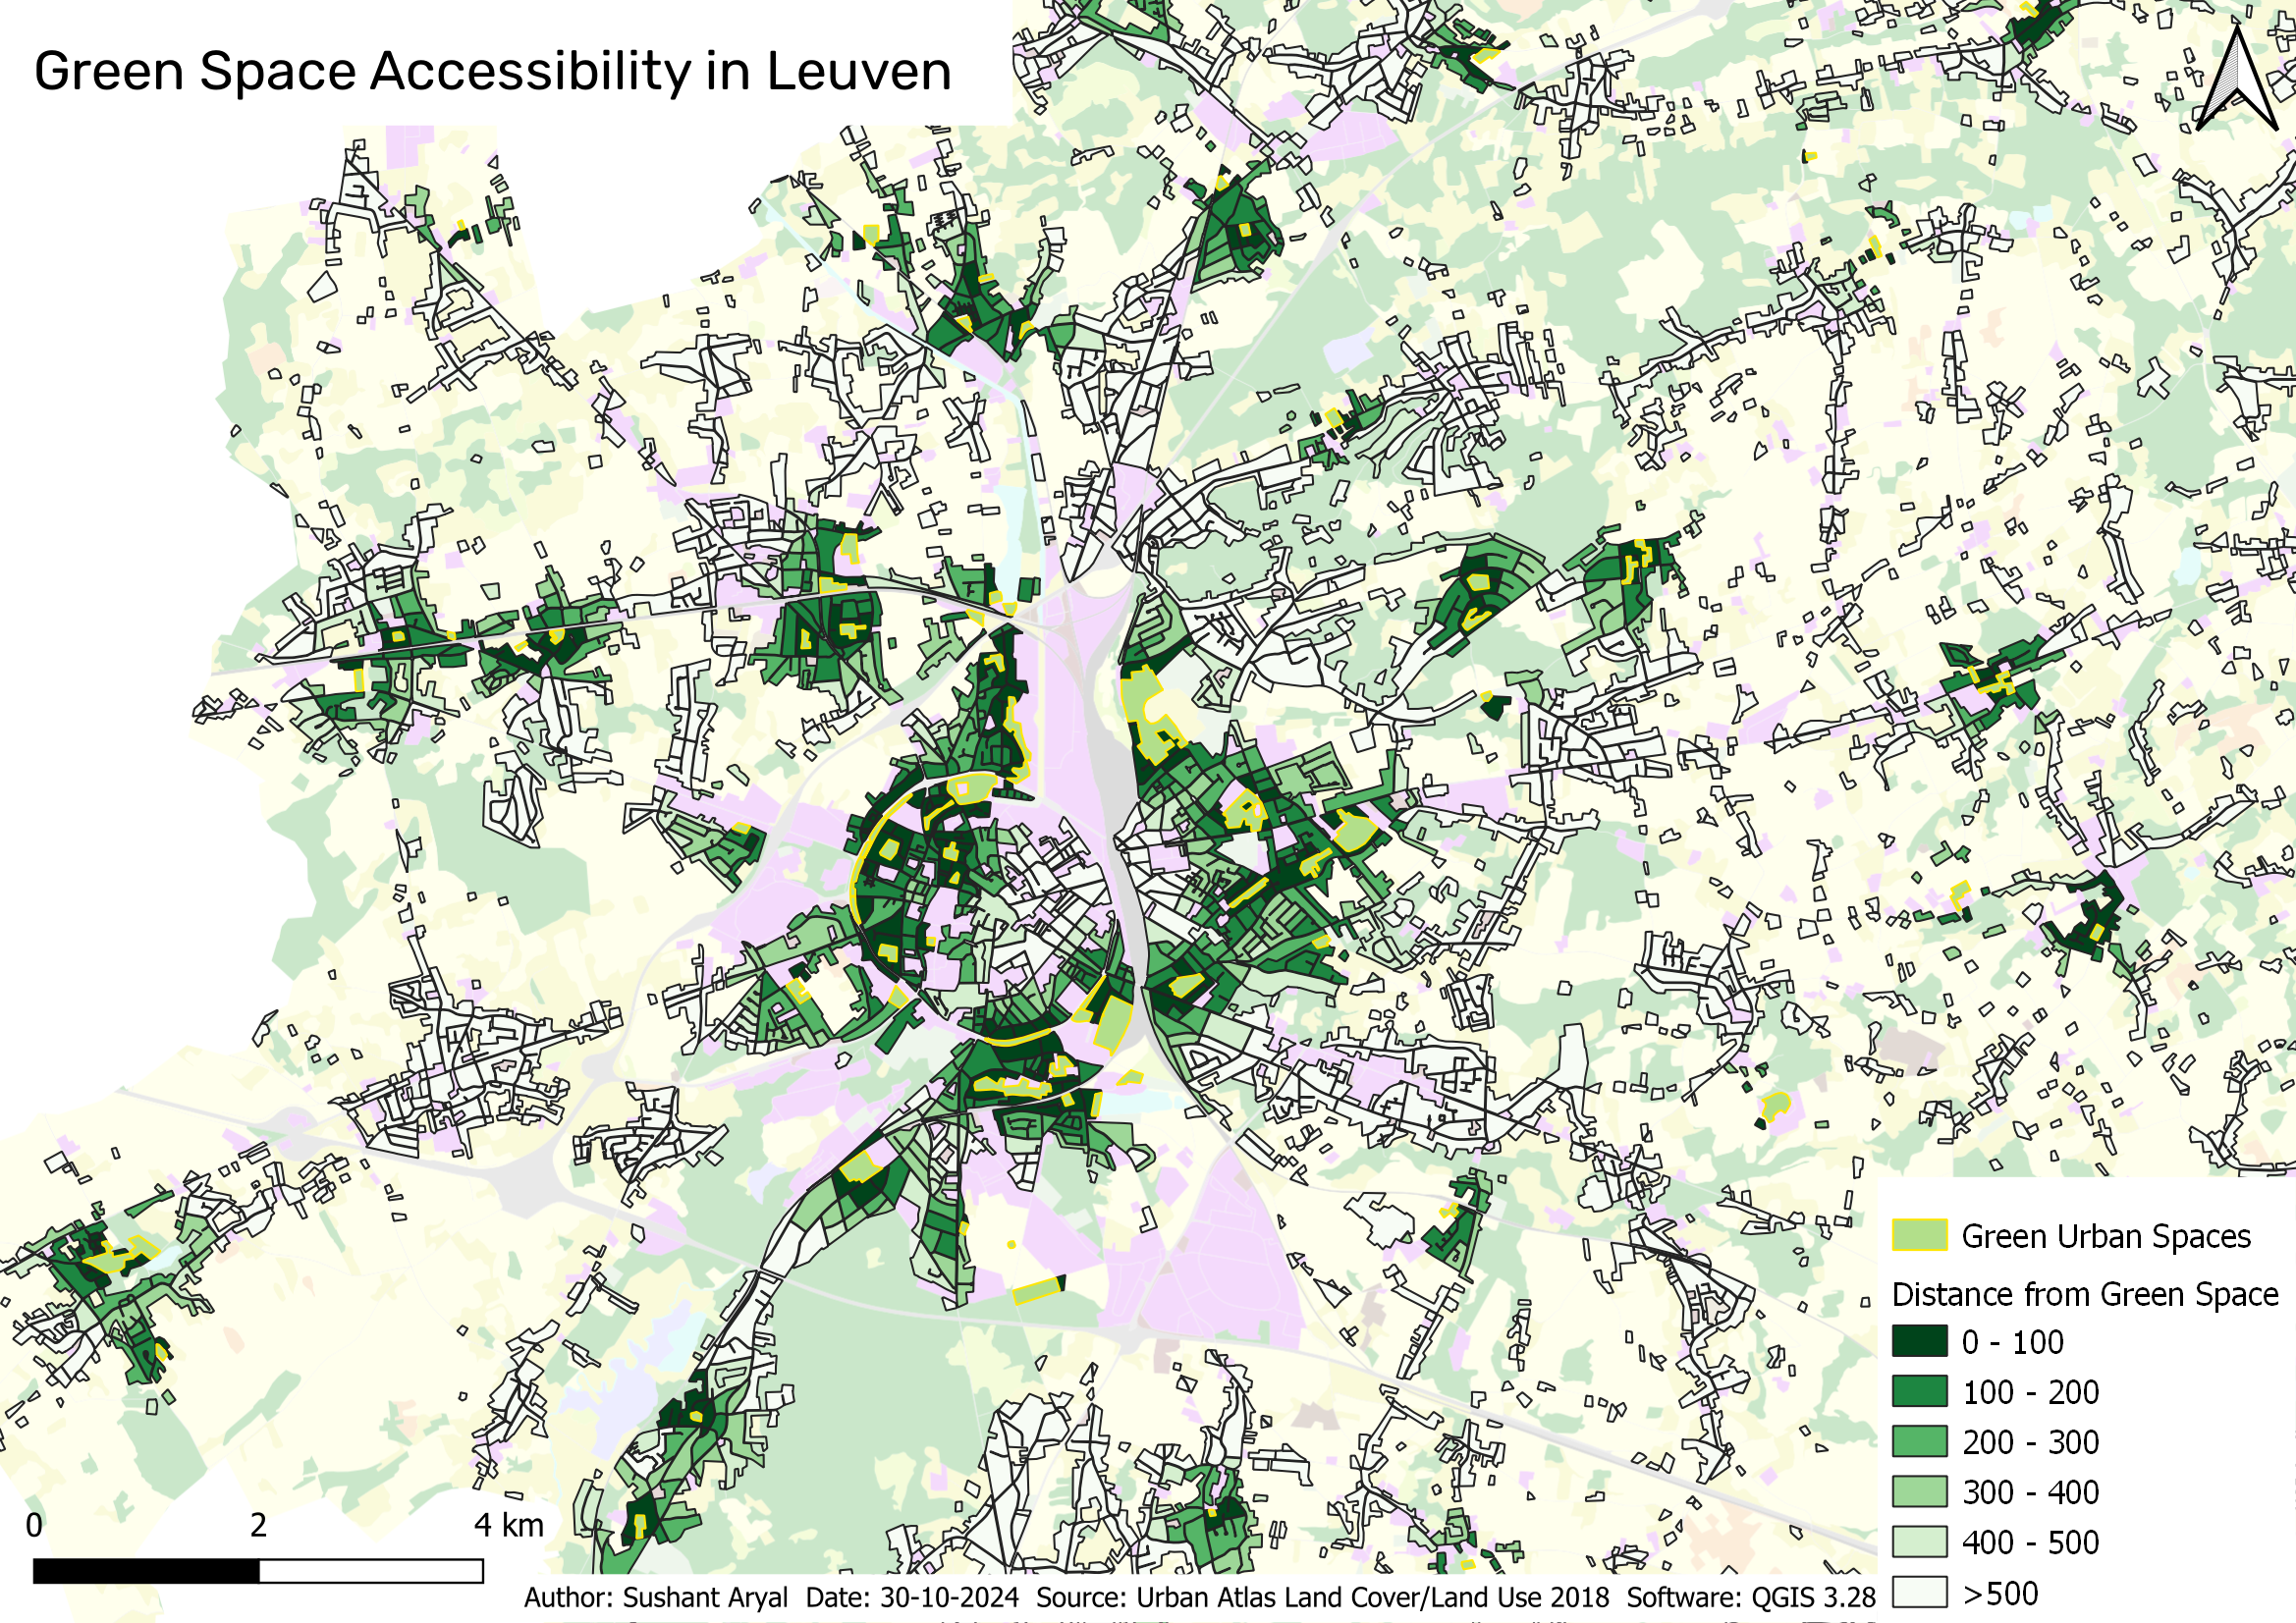 Green Space Accessibility in Leuven
Green Urban Spaces
Distance from Green Space
0 - 100
100 - 200
200 - 300
300 - 400
400 - 500
>500
0 2 4 km
Author: Sushant Aryal Date: 30-10-2024 Source: Urban Atlas Land Cover/Land Use 2018 Software: QGIS 3.28